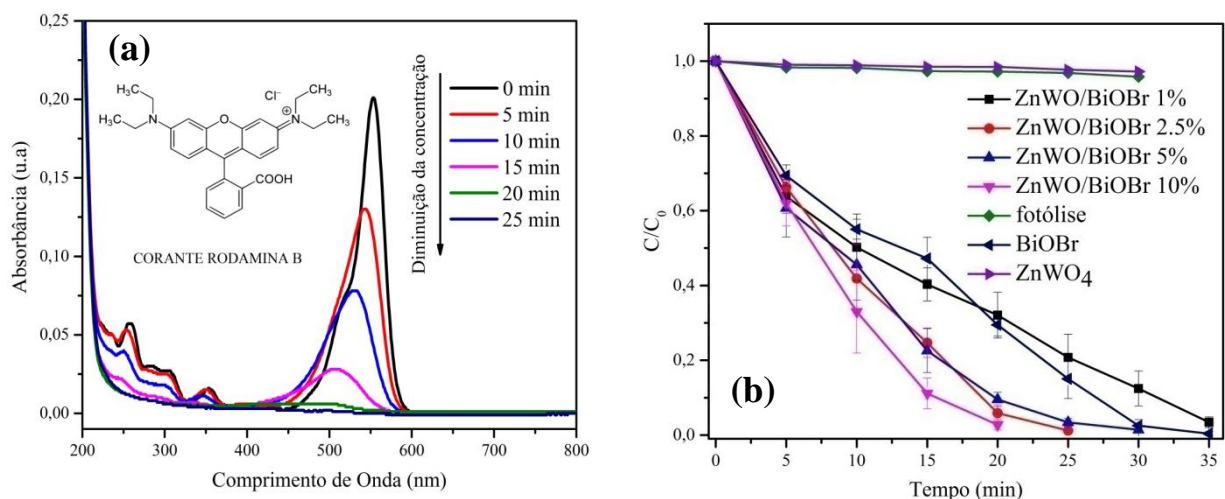 (a)
0,25
0,20
0,15
0,10
0,05
0,00
Absorbância (u.a)
200 300 400 500 600 700 800
Comprimento de Onda (nm)
H₃C
CH₃
Cl⁻
N
O
N
+
H₃C
CH₃
COOH
CORANTE RODAMINA B
Diminuição da concentração
0 min
5 min
10 min
15 min
20 min
25 min
(b)
1,0
0,8
0,6
0,4
0,2
0,0
C/C₀
0 5 10 15 20 25 30 35
Tempo (min)
ZnWO/BiOBr 1%
ZnWO/BiOBr 2.5%
ZnWO/BiOBr 5%
ZnWO/BiOBr 10%
fotólise
BiOBr
ZnWO₄